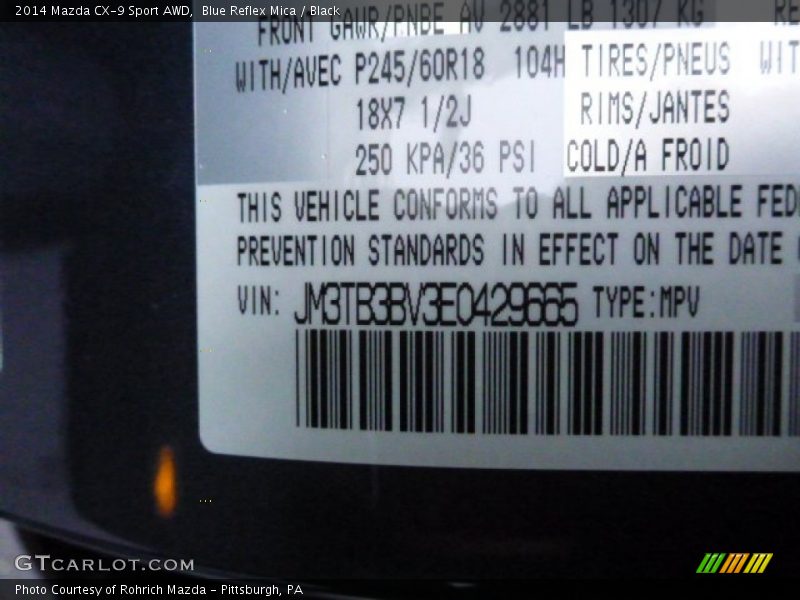 2014 Mazda CX-9 Sport AWD,  Blue Reflex Mica / Black
FRONT GAWR/PNBE AV 2881 LB 1307 KG
WITH/AVEC P245/60R18 104H TIRES/PNEUS WIT
18X7 1/2J RIMS/JANTES
250 KPA/36 PSI COLD/A FROID
THIS VEHICLE CONFORMS TO ALL APPLICABLE FED
PREVENTION STANDARDS IN EFFECT ON THE DATE
VIN: JM3TB3BV3E0429665 TYPE:MPV
GTCARLOT.COM
Photo Courtesy of Rohrich Mazda - Pittsburgh, PA